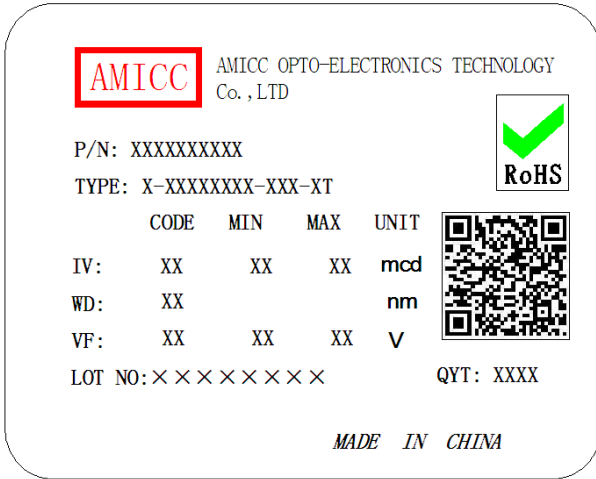 AMICC
AMICC OPTO-ELECTRONICS TECHNOLOGY
Co.,LTD
RoHS
P/N: XXXXXXXXXX
TYPE: X-XXXXXXXX-XXX-XT
CODE MIN MAX UNIT
IV: XX XX XX mcd
WD: XX nm
VF: XX XX XX V
LOT NO:×××××××× QYT: XXXX
MADE IN CHINA